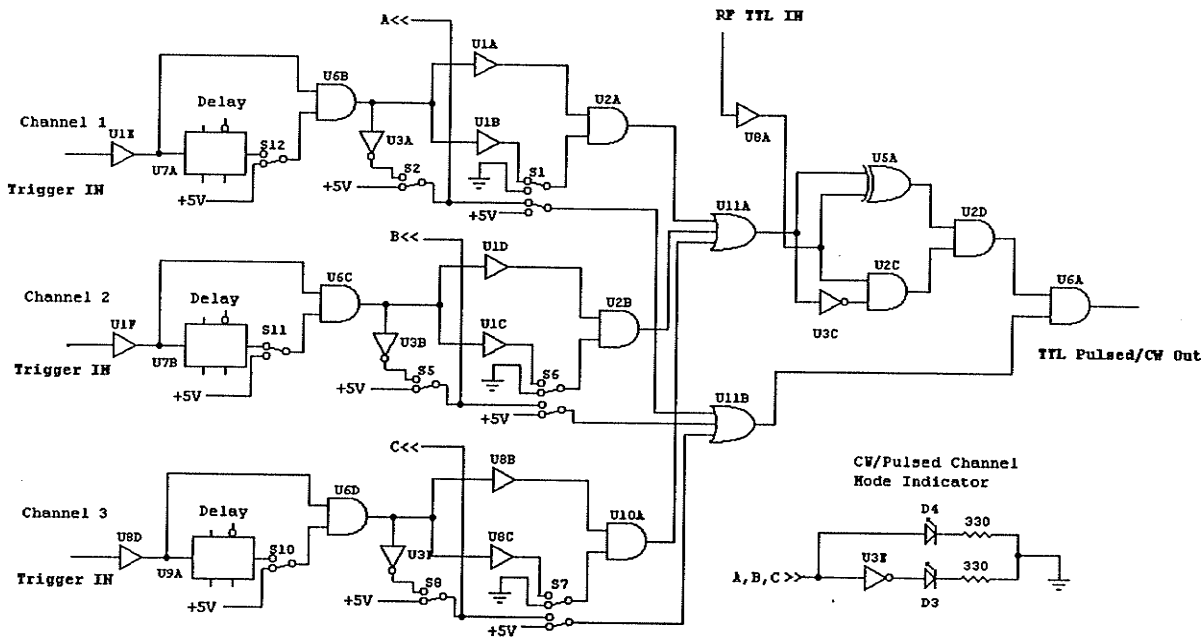 A<<
RF TTL IN
U1A
U6B
Delay
U2A
Channel 1
U1E
S12
U1B
U8A
U3A
S1
U5A
U7A
S2
Trigger IN
+5V
+5V
+5V
U11A
U2D
B<<
U1D
U6C
U2C
Channel 2
Delay
U2B
U6A
U1F
S11
U1C
U3C
U3B
S6
TTL Pulsed/CW Out
U7B
S5
Trigger IN
+5V
+5V
+5V
U11B
C<<
U8B
CW/Pulsed Channel
Mode Indicator
U6D
U10A
Channel 3
Delay
D4
330
U8D
S10
U8C
U3F
U3E
330
S7
A,B,C>>
U9A
S8
D3
Trigger IN
+5V
+5V
+5V